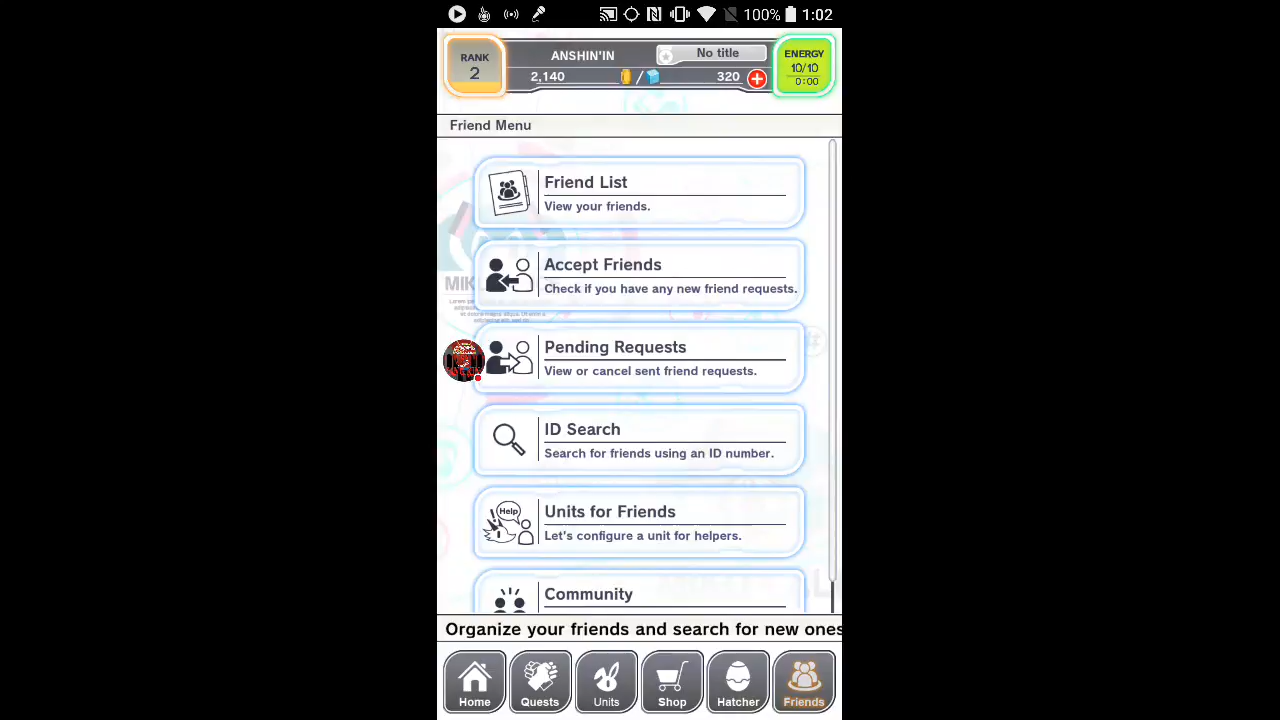 100% 1:02
RANK
2
ANSHIN'IN
No title
2,140 / 320
ENERGY
10/10
0:00
Friend Menu
Friend List
View your friends.
Accept Friends
Check if you have any new friend requests.
Pending Requests
View or cancel sent friend requests.
ID Search
Search for friends using an ID number.
Help
Units for Friends
Let's configure a unit for helpers.
Community
Organize your friends and search for new ones
Home
Quests
Units
Shop
Hatcher
Friends